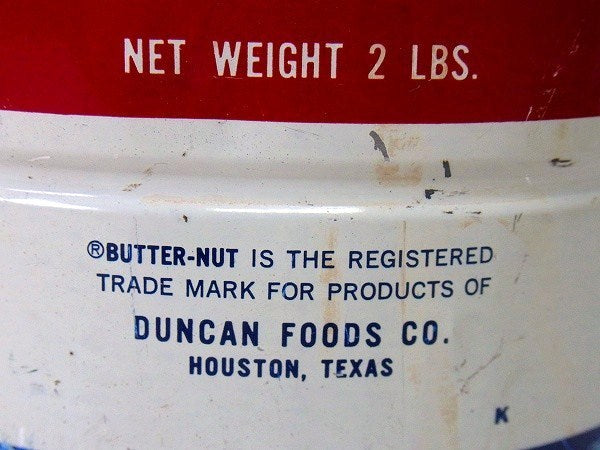 NET WEIGHT 2 LBS.
®BUTTER-NUT IS THE REGISTERED
TRADE MARK FOR PRODUCTS OF
DUNCAN FOODS CO.
HOUSTON, TEXAS
K